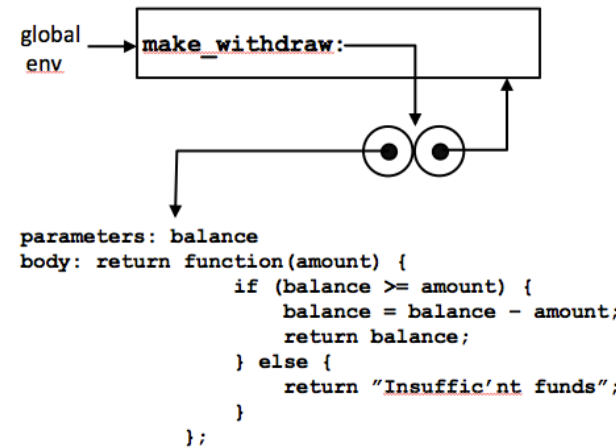 global
env
make_withdraw:
parameters: balance
body: return function(amount) {
if (balance >= amount) {
balance = balance – amount;
return balance;
} else {
return ”Insuffic’nt funds”;
}
};